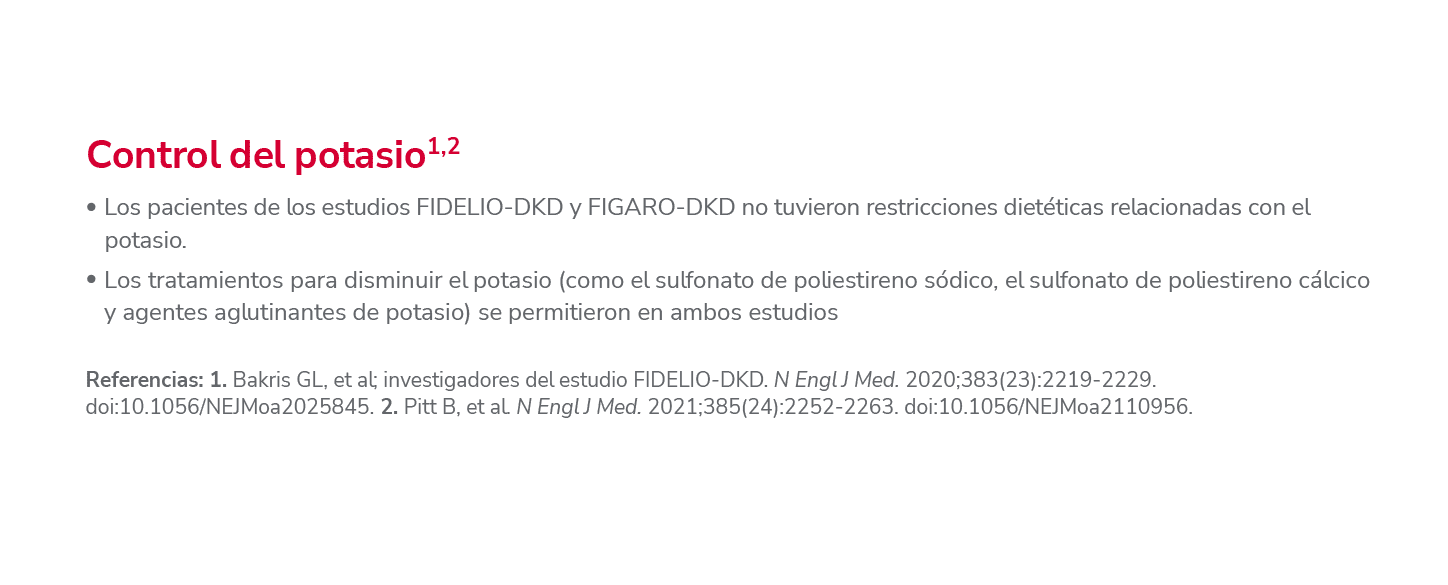 Control del potasio1,2
• Los pacientes de los estudios FIDELIO-DKD y FIGARO-DKD no tuvieron restricciones dietéticas relacionadas con el
potasio.
• Los tratamientos para disminuir el potasio (como el sulfonato de poliestireno sódico, el sulfonato de poliestireno cálcico
y agentes aglutinantes de potasio) se permitieron en ambos estudios
Referencias: 1. Bakris GL, et al; investigadores del estudio FIDELIO-DKD. N Engl J Med. 2020;383(23):2219-2229.
doi:10.1056/NEJMoa2025845. 2. Pitt B, et al. N Engl J Med. 2021;385(24):2252-2263. doi:10.1056/NEJMoa2110956.